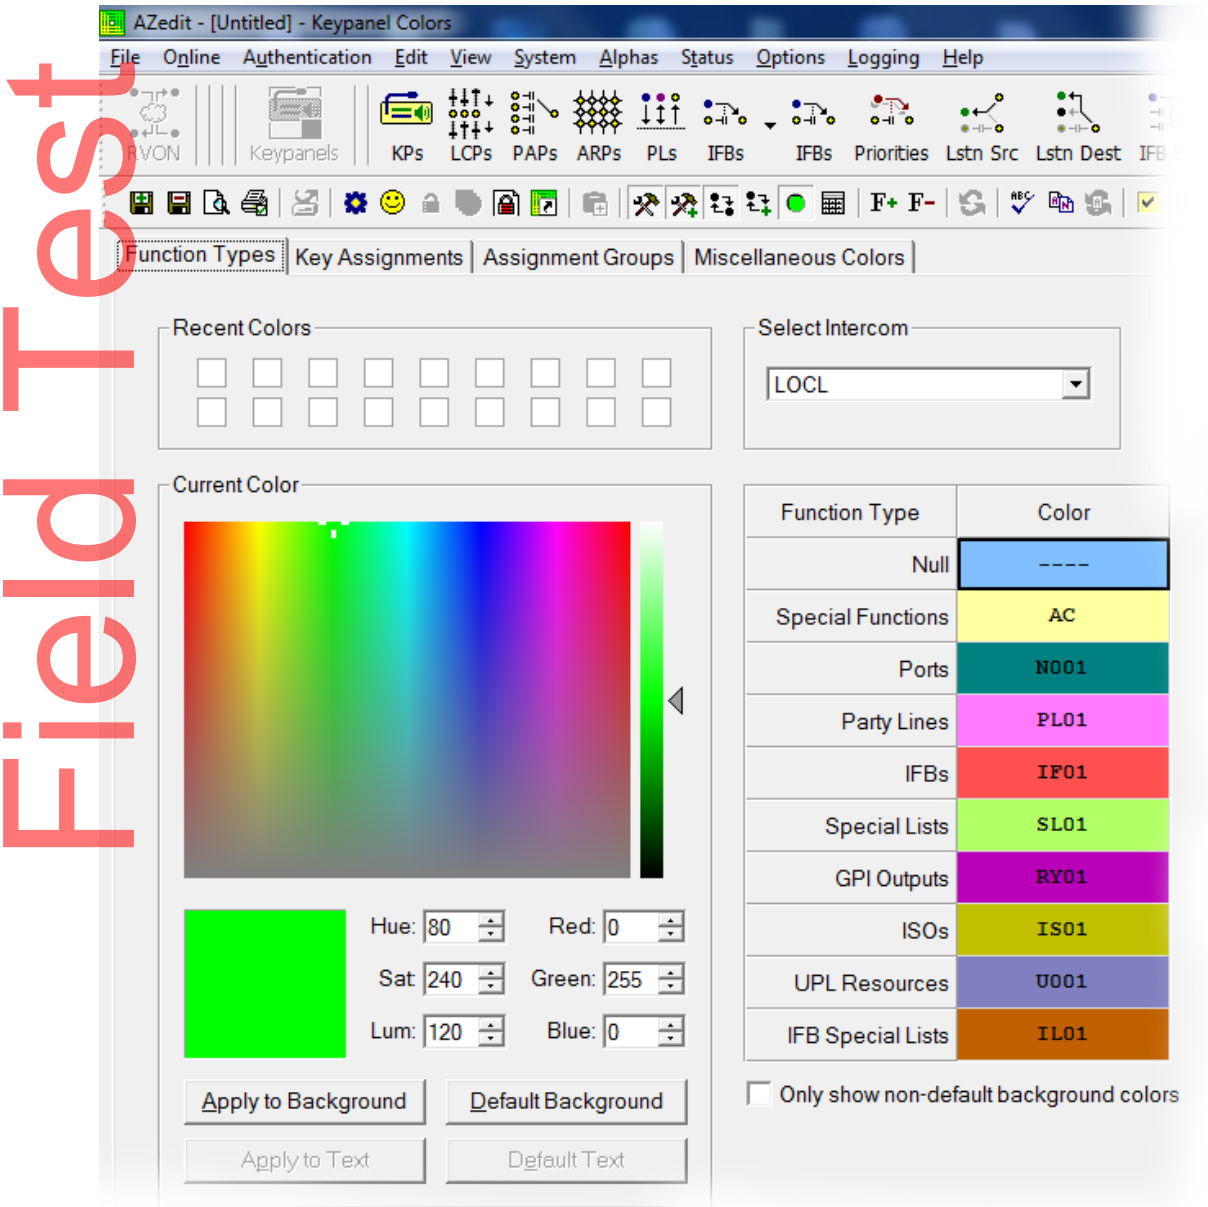 AZedit - [Untitled] - Keypanel Colors
File Online Authentication Edit View System Alphas Status Options Logging Help
RVON Keypanels KPs LCPs PAPs ARPs PLs IFBs IFBs Priorities Lstn Src Lstn Dest IFB
F+ F- ABC
Function Types Key Assignments Assignment Groups Miscellaneous Colors
Field Test
Recent Colors
Select Intercom
LOCL
Current Color
Hue: 80 Red: 0
Sat: 240 Green: 255
Lum: 120 Blue: 0
Apply to Background Default Background
Apply to Text Default Text
Function Type Color
Null ----
Special Functions AC
Ports N001
Party Lines PL01
IFBs IF01
Special Lists SL01
GPI Outputs RY01
ISOs IS01
UPL Resources U001
IFB Special Lists IL01
Only show non-default background colors